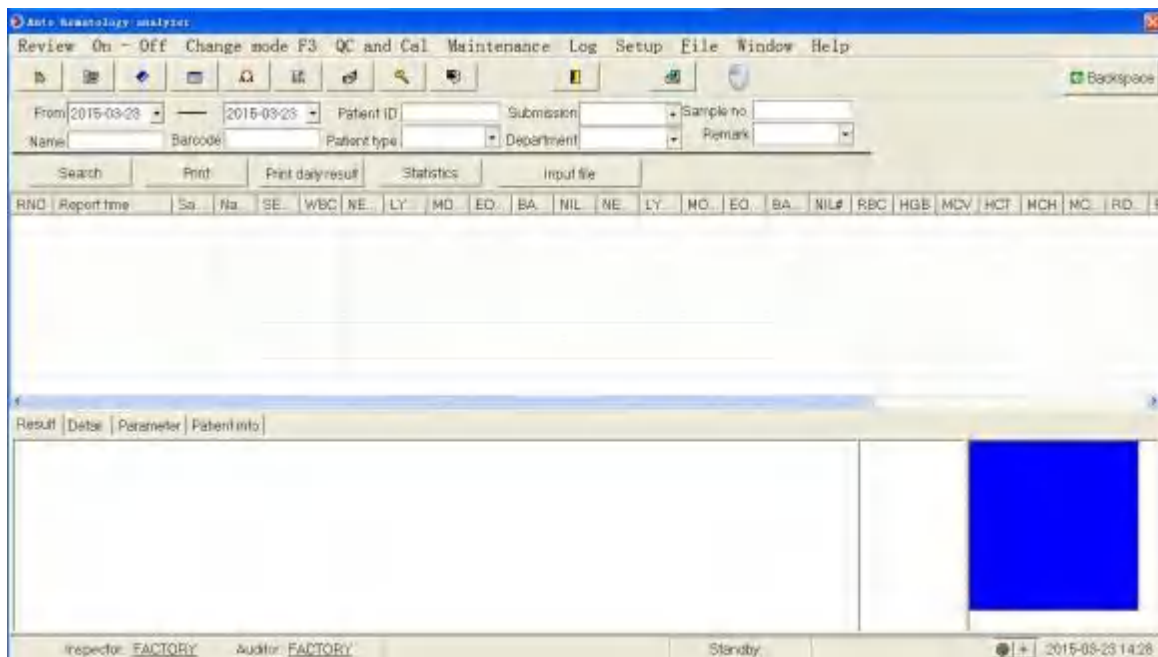 Auto hematology analyzer
Review On - Off Change mode F3 QC and Cal Maintenance Log Setup File Window Help
Backspace
From 2015-03-23 — 2015-03-23 Patient ID Submission Sample no
Name Barcode Patient type Department Remark
Search Print Print daily result Statistics Input file
RNO Report time Sa... Na... SE... WBC NE... LY... MO... EO... BA... NIL... NE... LY... MO... EO... BA... NIL# RBC HGB MCV HCT MCH MC... RD...
Result Detail Parameter Patient info
Inspector: FACTORY Auditor: FACTORY Standby 2015-03-23 14:28